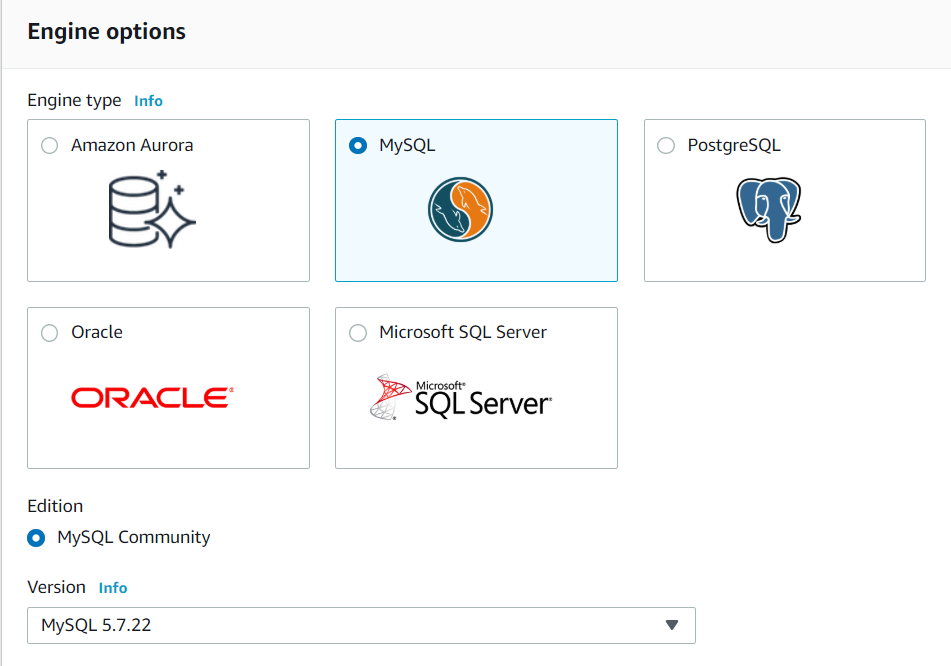 Engine options
Engine type Info
Amazon Aurora
MySQL
PostgreSQL
Oracle
Microsoft SQL Server
ORACLE®
Microsoft®
SQL Server®
Edition
MySQL Community
Version Info
MySQL 5.7.22